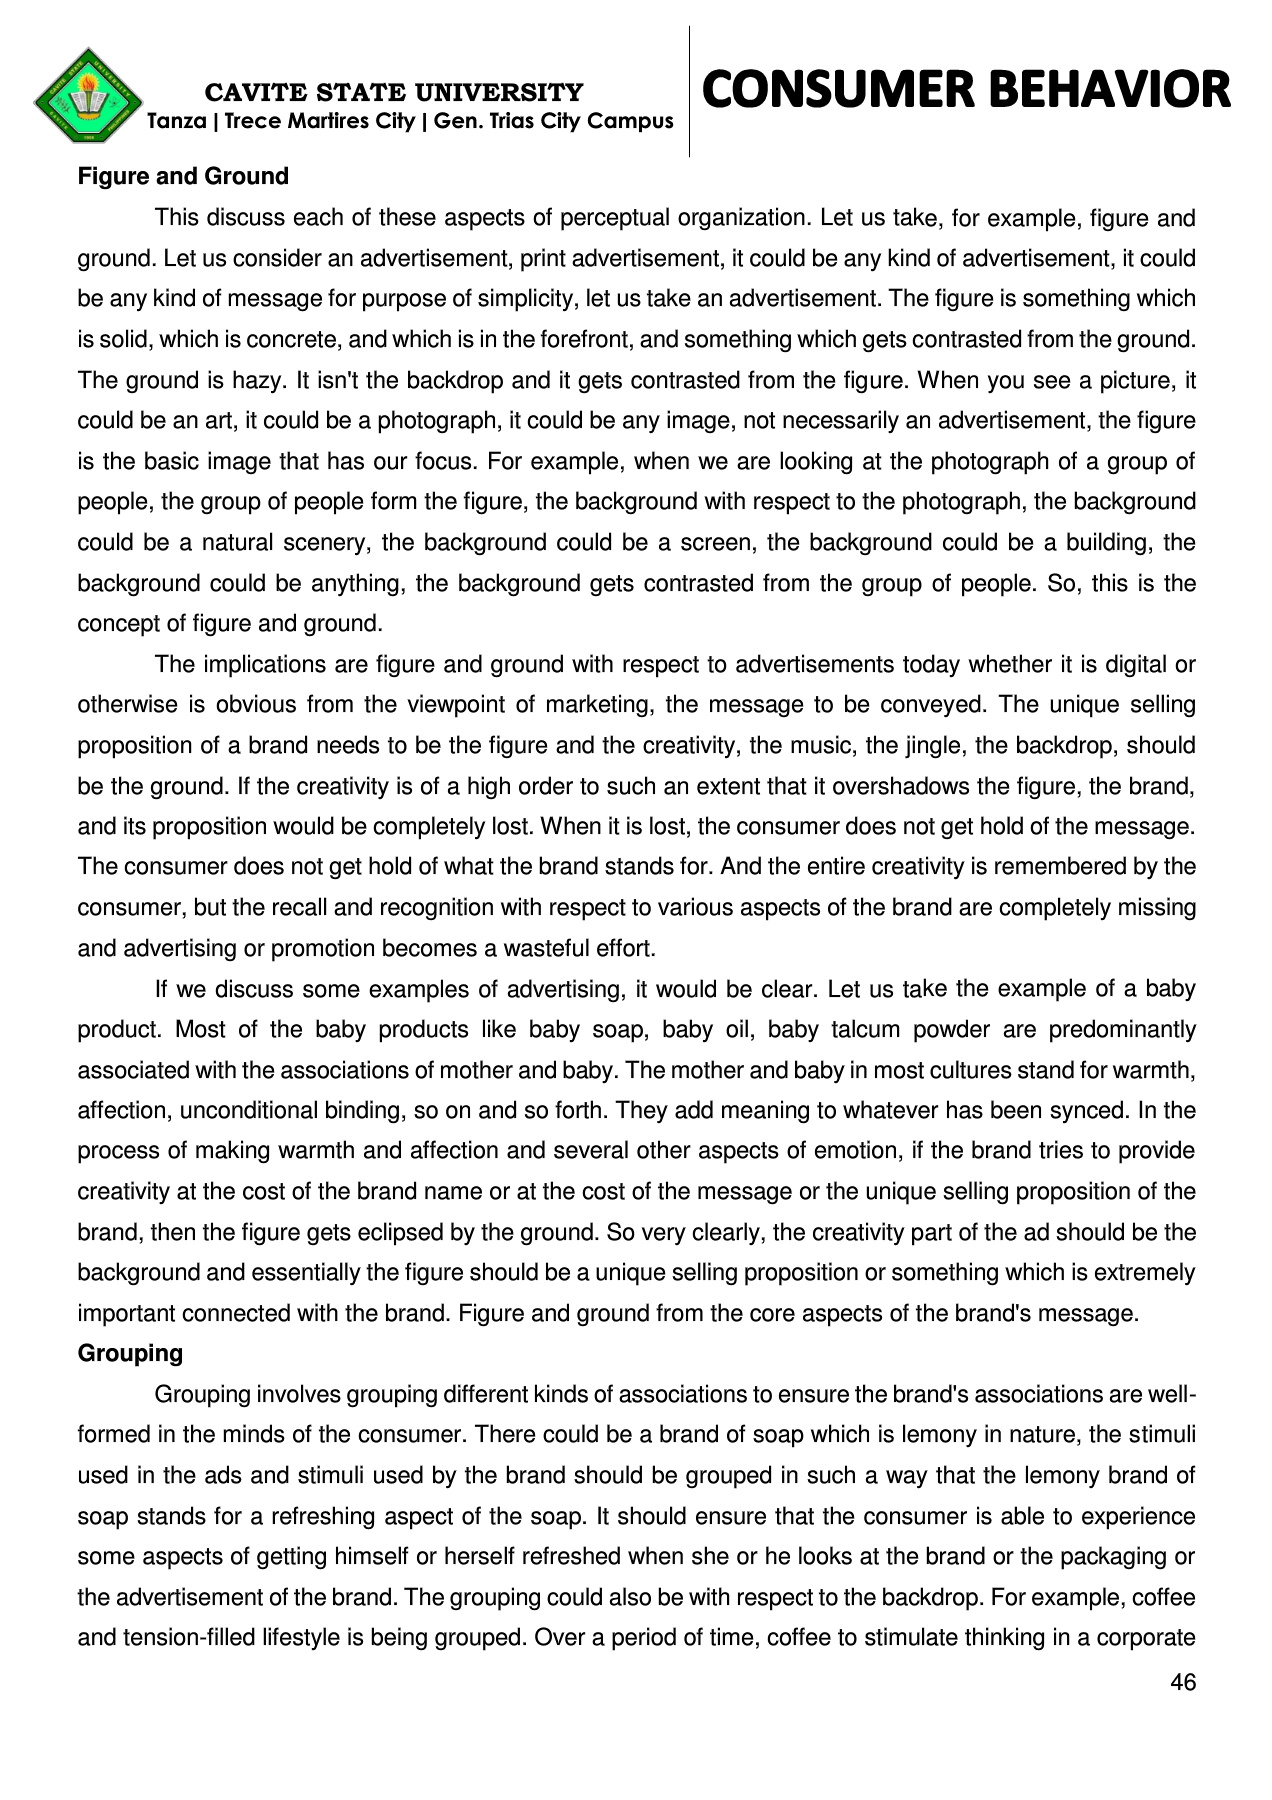 CAVITE STATE UNIVERSITY
Tanza | Trece Martires City | Gen. Trias City Campus
CONSUMER BEHAVIOR
Figure and Ground
This discuss each of these aspects of perceptual organization. Let us take, for example, figure and
ground. Let us consider an advertisement, print advertisement, it could be any kind of advertisement, it could
be any kind of message for purpose of simplicity, let us take an advertisement. The figure is something which
is solid, which is concrete, and which is in the forefront, and something which gets contrasted from the ground.
The ground is hazy. It isn't the backdrop and it gets contrasted from the figure. When you see a picture, it
could be an art, it could be a photograph, it could be any image, not necessarily an advertisement, the figure
is the basic image that has our focus. For example, when we are looking at the photograph of a group of
people, the group of people form the figure, the background with respect to the photograph, the background
could be a natural scenery, the background could be a screen, the background could be a building, the
background could be anything, the background gets contrasted from the group of people. So, this is the
concept of figure and ground.
The implications are figure and ground with respect to advertisements today whether it is digital or
otherwise is obvious from the viewpoint of marketing, the message to be conveyed. The unique selling
proposition of a brand needs to be the figure and the creativity, the music, the jingle, the backdrop, should
be the ground. If the creativity is of a high order to such an extent that it overshadows the figure, the brand,
and its proposition would be completely lost. When it is lost, the consumer does not get hold of the message.
The consumer does not get hold of what the brand stands for. And the entire creativity is remembered by the
consumer, but the recall and recognition with respect to various aspects of the brand are completely missing
and advertising or promotion becomes a wasteful effort.
If we discuss some examples of advertising, it would be clear. Let us take the example of a baby
product. Most of the baby products like baby soap, baby oil, baby talcum powder are predominantly
associated with the associations of mother and baby. The mother and baby in most cultures stand for warmth,
affection, unconditional binding, so on and so forth. They add meaning to whatever has been synced. In the
process of making warmth and affection and several other aspects of emotion, if the brand tries to provide
creativity at the cost of the brand name or at the cost of the message or the unique selling proposition of the
brand, then the figure gets eclipsed by the ground. So very clearly, the creativity part of the ad should be the
background and essentially the figure should be a unique selling proposition or something which is extremely
important connected with the brand. Figure and ground from the core aspects of the brand's message.
Grouping
Grouping involves grouping different kinds of associations to ensure the brand's associations are well-
formed in the minds of the consumer. There could be a brand of soap which is lemony in nature, the stimuli
used in the ads and stimuli used by the brand should be grouped in such a way that the lemony brand of
soap stands for a refreshing aspect of the soap. It should ensure that the consumer is able to experience
some aspects of getting himself or herself refreshed when she or he looks at the brand or the packaging or
the advertisement of the brand. The grouping could also be with respect to the backdrop. For example, coffee
and tension-filled lifestyle is being grouped. Over a period of time, coffee to stimulate thinking in a corporate
46